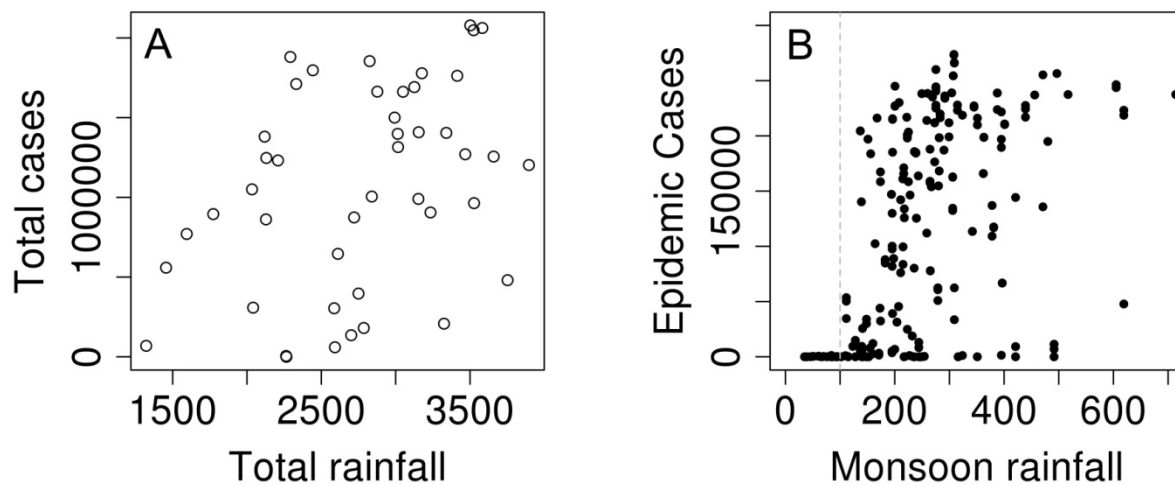 A
Total cases
0
1000000
1500
2500
3500
Total rainfall
B
Epidemic Cases
0
150000
0
200
400
600
Monsoon rainfall